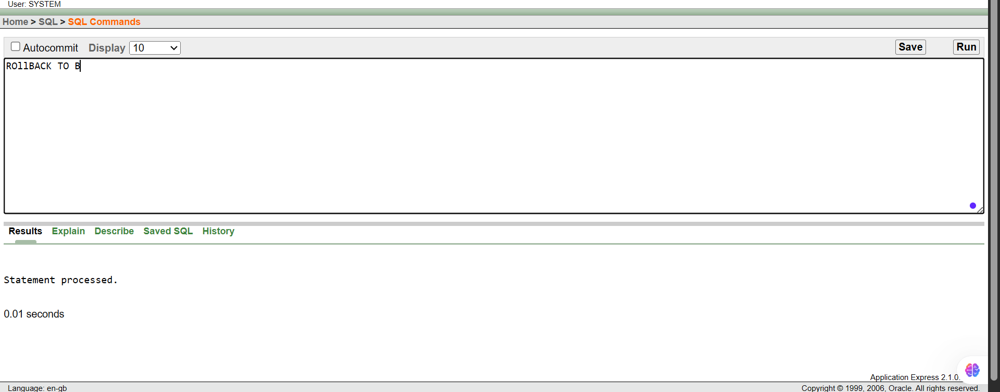 User: SYSTEM
Home > SQL > SQL Commands
Autocommit Display 10 Save Run
ROllBACK TO B
Results Explain Describe Saved SQL History
Statement processed.
0.01 seconds
Application Express 2.1.0.
Language: en-gb Copyright © 1999, 2006, Oracle. All rights reserved.